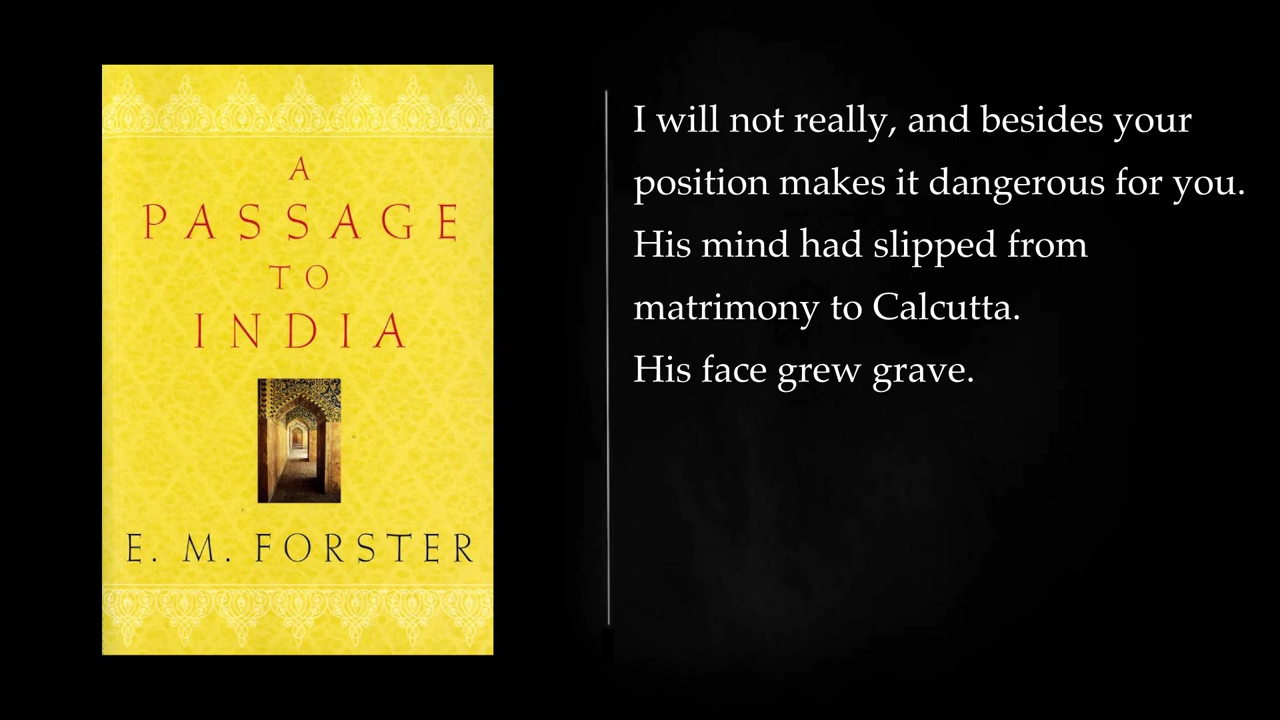 A
PASSAGE
TO
INDIA
E. M. FORSTER
I will not really, and besides your
position makes it dangerous for you.
His mind had slipped from
matrimony to Calcutta.
His face grew grave.